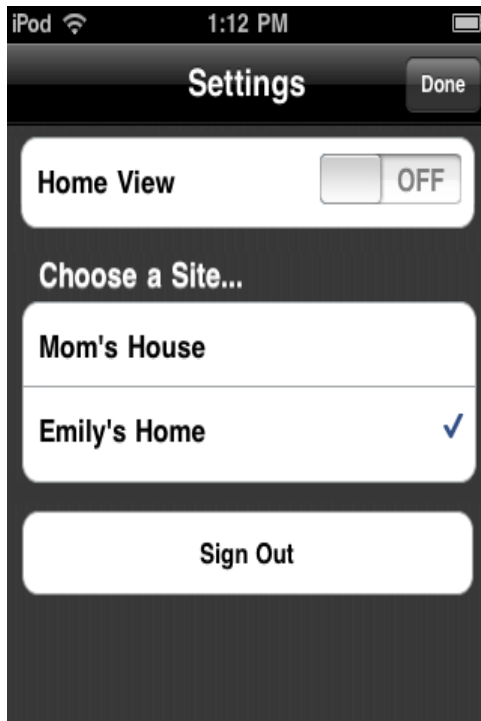 iPod 1:12 PM
Settings Done
Home View OFF
Choose a Site...
Mom's House
Emily's Home
Sign Out